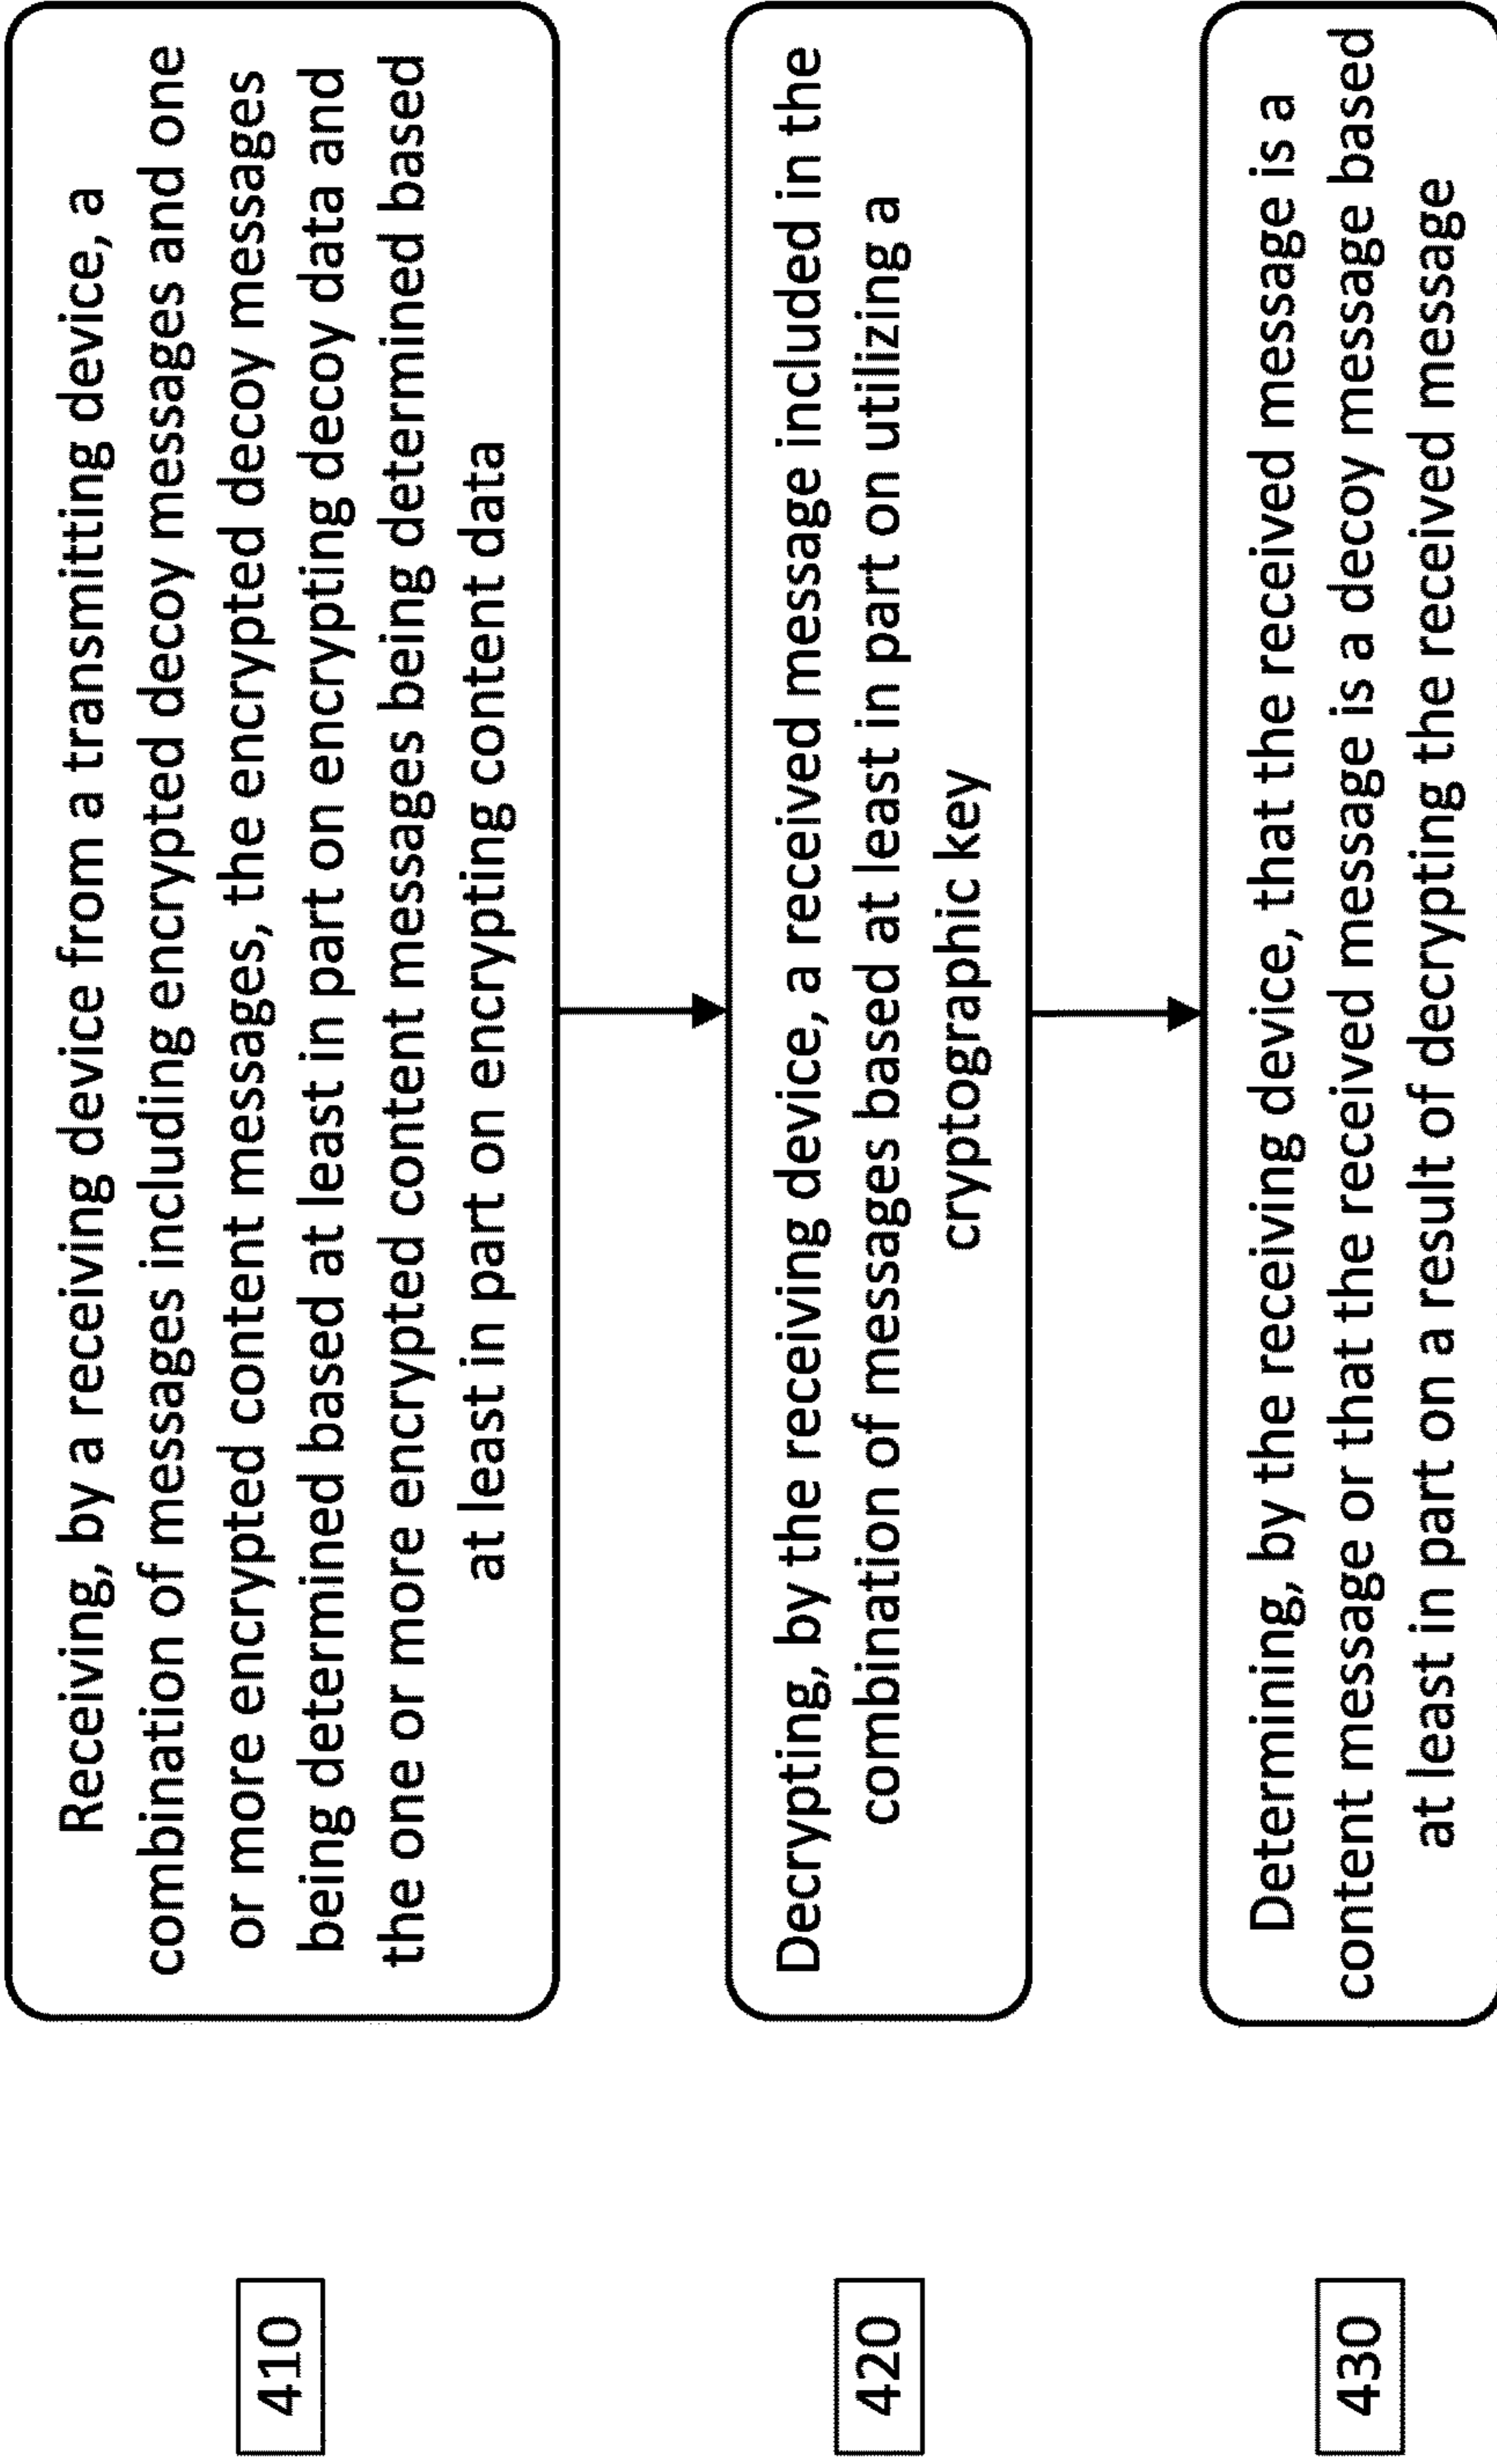 410
Receiving, by a receiving device from a transmitting device, a
combination of messages including encrypted decoy messages and one
or more encrypted content messages, the encrypted decoy messages
being determined based at least in part on encrypting decoy data and
the one or more encrypted content messages being determined based
at least in part on encrypting content data
420
Decrypting, by the receiving device, a received message included in the
combination of messages based at least in part on utilizing a
cryptographic key
430
Determining, by the receiving device, that the received message is a
content message or that the received message is a decoy message based
at least in part on a result of decrypting the received message